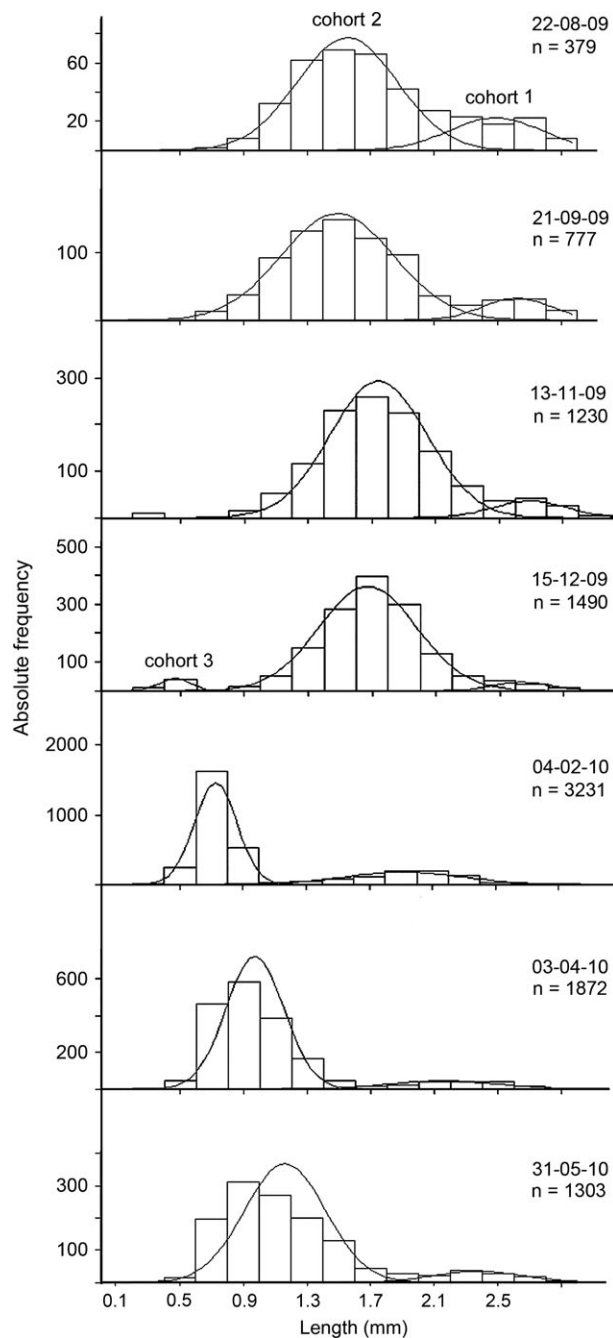 cohort 2
22-08-09
n = 379
60
cohort 1
20
21-09-09
n = 777
100
300
13-11-09
n = 1230
100
500
15-12-09
n = 1490
300
cohort 3
100
2000
04-02-10
n = 3231
1000
03-04-10
n = 1872
600
200
31-05-10
n = 1303
300
100
Absolute frequency
0.1 0.5 0.9 1.3 1.7 2.1 2.5
Length (mm)